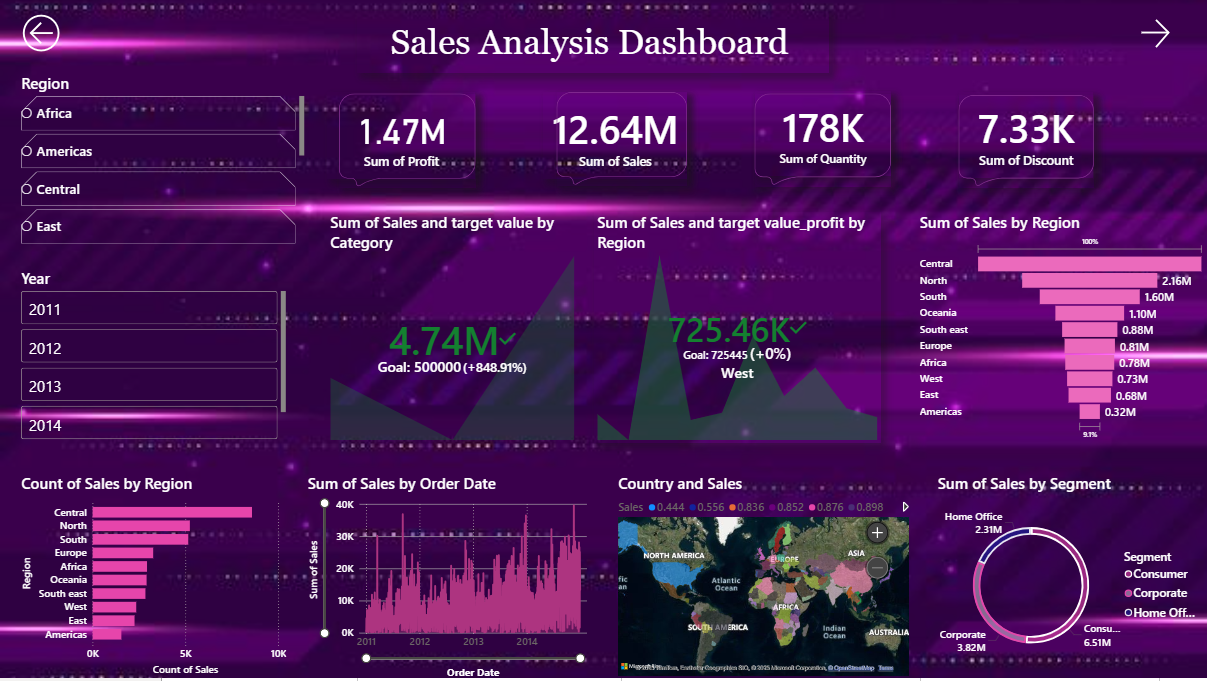 Sales Analysis Dashboard
Region
Africa
Americas
Central
East
Year
2011
2012
2013
2014
1.47M
Sum of Profit
12.64M
Sum of Sales
178K
Sum of Quantity
7.33K
Sum of Discount
Sum of Sales and target value by
Category
4.74M
Goal: 500000 (+848.91%)
Sum of Sales and target value_profit by
Region
725.46K
Goal: 725445 (+0%)
West
Sum of Sales by Region
100%
Central
North 2.16M
South 1.60M
Oceania 1.10M
South east 0.88M
Europe 0.81M
Africa 0.78M
West 0.73M
East 0.68M
Americas 0.32M
9.1%
Count of Sales by Region
Region
Central
North
South
Europe
Africa
Oceania
South east
West
East
Americas
0K 5K 10K
Count of Sales
Sum of Sales by Order Date
Sum of Sales
40K
30K
20K
10K
0K
2011 2012 2013 2014
Order Date
Country and Sales
Sales 0.444 0.556 0.836 0.852 0.876 0.898
NORTH AMERICA
EUROPE
ASIA
Atlantic
Ocean
AFRICA
SOUTH AMERICA
Indian
Ocean
AUSTRALIA
© OpenStreetMap Terms
Sum of Sales by Segment
Home Office
2.31M
Corporate
3.82M
Consu...
6.51M
Segment
Consumer
Corporate
Home Off...